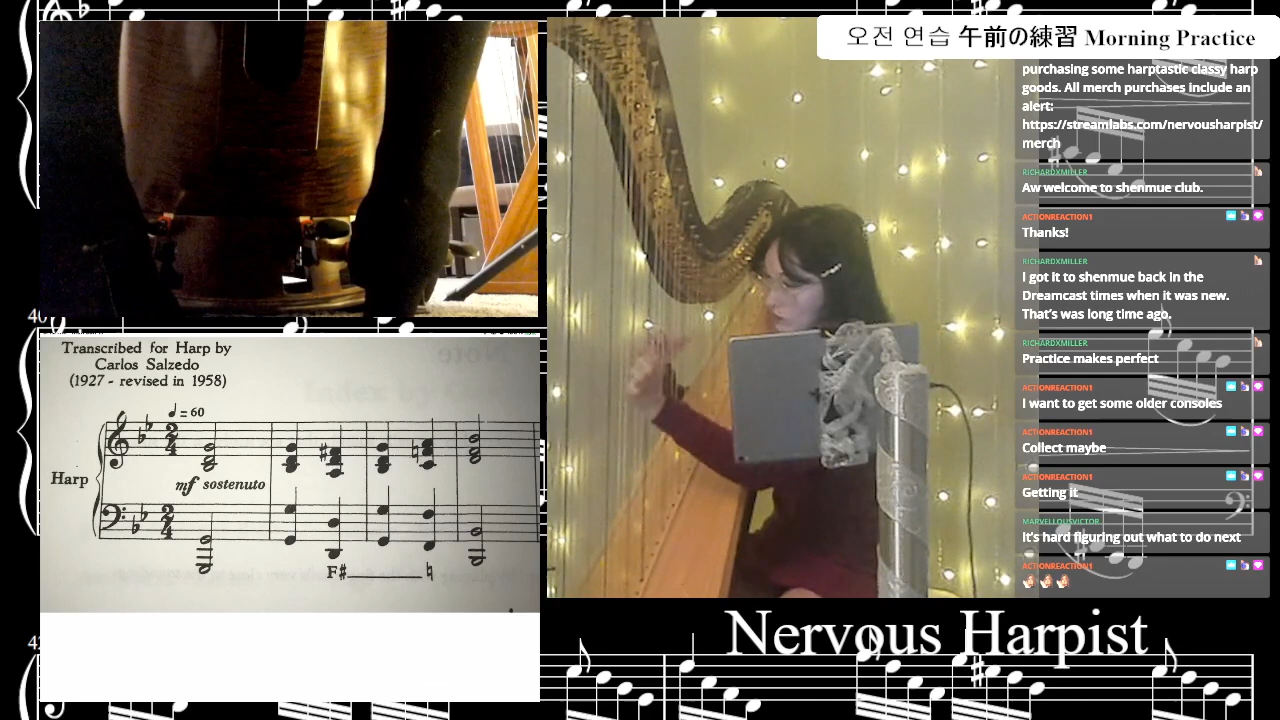 오전 연습 午前の練習 Morning Practice
purchasing some harptastic classy harp
goods. All merch purchases include an
alert:
https://streamlabs.com/nervousharpist/
merch
RICHARDXMILLER
Aw welcome to shenmue club.
ACTIONREACTION1
Thanks!
RICHARDXMILLER
I got it to shenmue back in the
Dreamcast times when it was new.
That's was long time ago.
RICHARDXMILLER
Practice makes perfect
ACTIONREACTION1
I want to get some older consoles
ACTIONREACTION1
Collect maybe
ACTIONREACTION1
Getting it
MARVELLOUSVICTOR
It's hard figuring out what to do next
ACTIONREACTION1
Transcribed for Harp by
Carlos Salzedo
(1927 - revised in 1958)
♩ = 60
2
4
Harp
mf sostenuto
2
4
F# ♮
Nervous Harpist